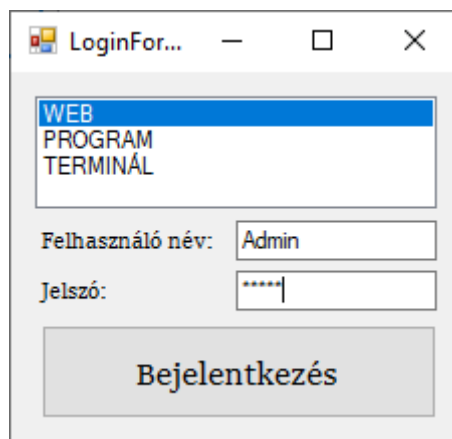 LoginFor...
WEB
PROGRAM
TERMINÁL
Felhasználó név: Admin
Jelszó: *****
Bejelentkezés